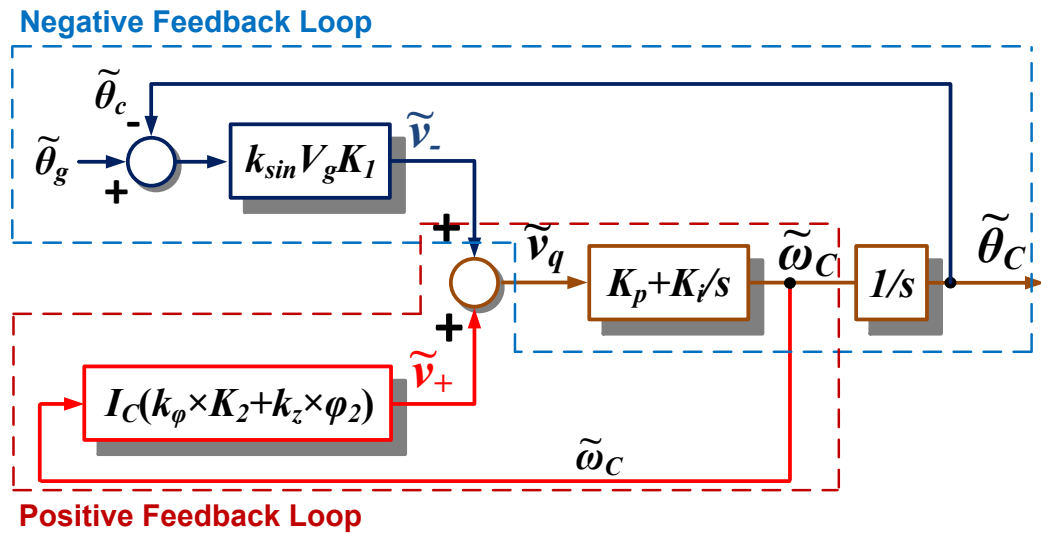 Negative Feedback Loop
θ̃c
-
θ̃g
+
ksinVgK1
ṽ-
+
ṽq
Kp+Ki/s
ω̃C
1/s
θ̃C
+
ṽ+
IC(kφ×K2+kz×φ2)
ω̃C
Positive Feedback Loop